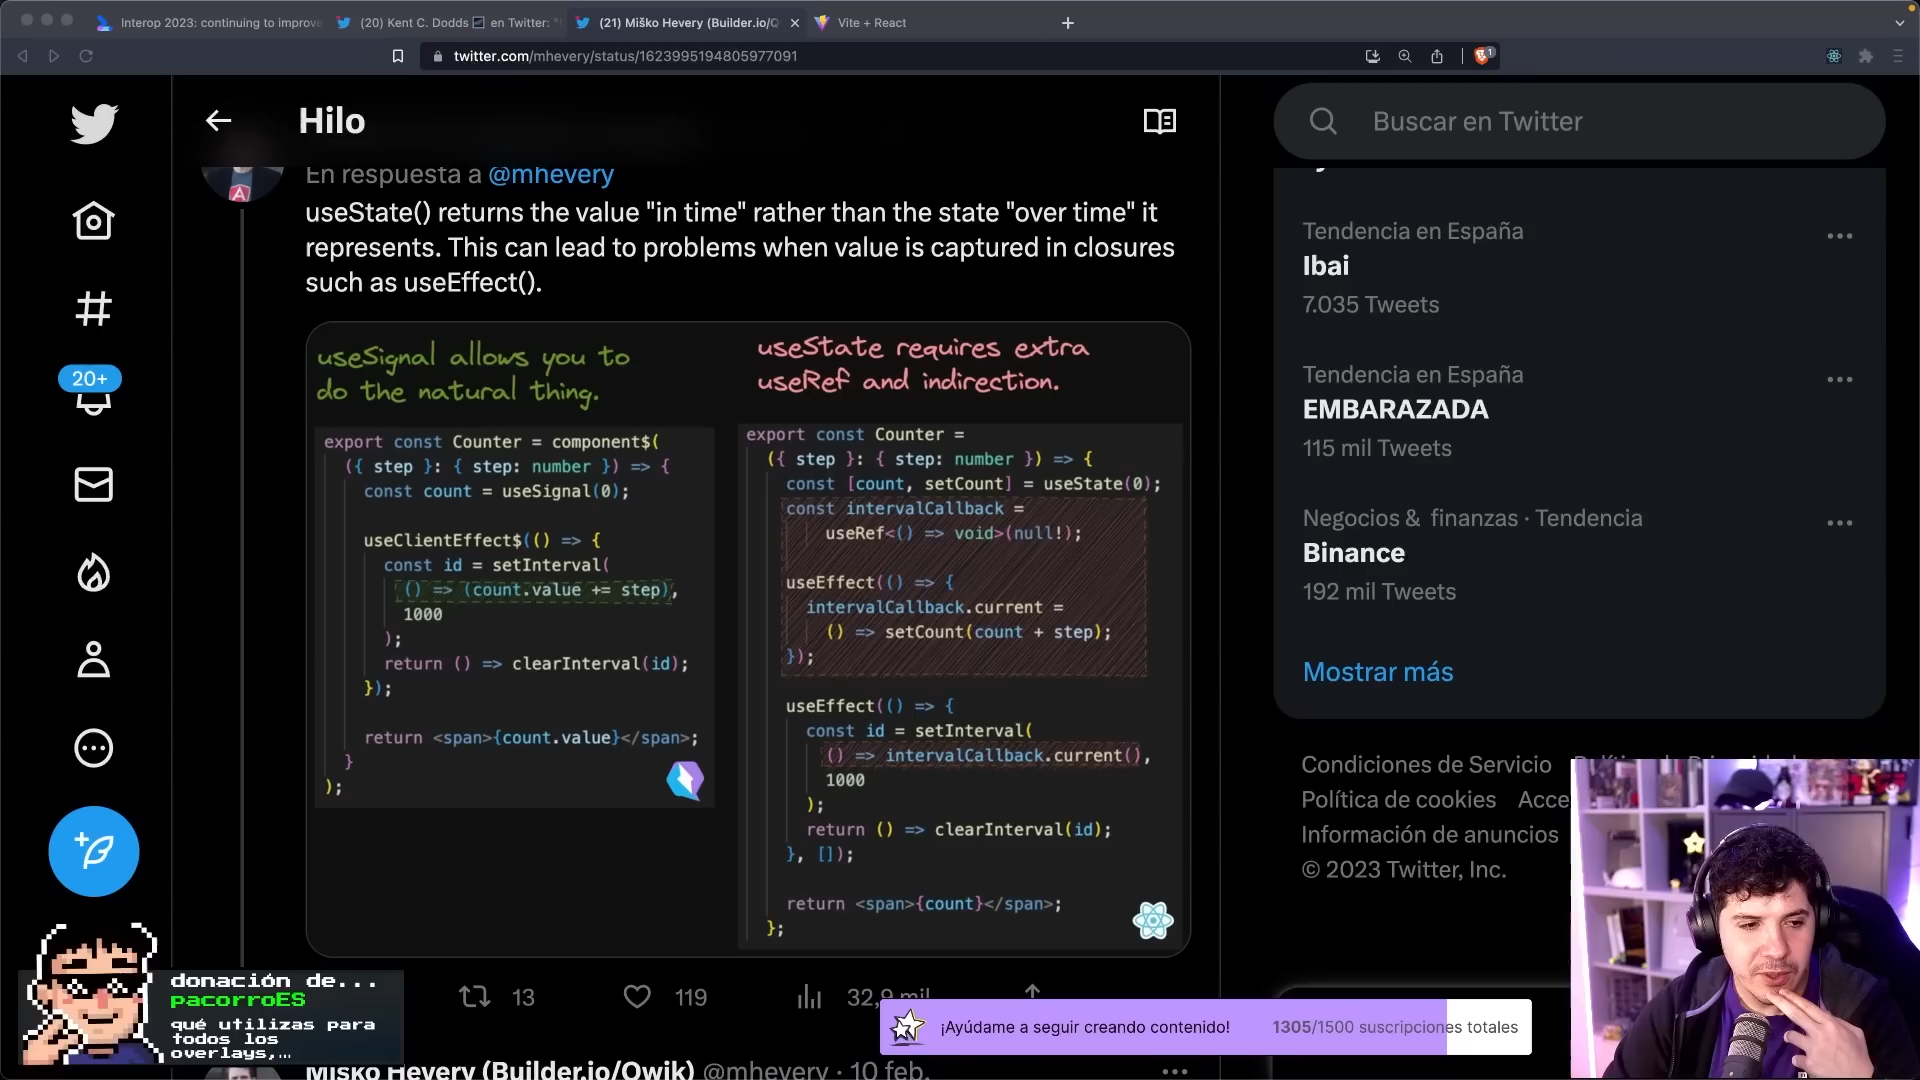 Interop 2023: continuing to improve
(20) Kent C. Dodds en Twitter: "
(21) Miško Hevery (Builder.io/Q
Vite + React
twitter.com/mhevery/status/1623995194805977091
1
Hilo
Buscar en Twitter
En respuesta a @mhevery
useState() returns the value "in time" rather than the state "over time" it
represents. This can lead to problems when value is captured in closures
such as useEffect().
useSignal allows you to
do the natural thing.
export const Counter = component$(
({ step }: { step: number }) => {
const count = useSignal(0);
useClientEffect$(() => {
const id = setInterval(
() => (count.value += step),
1000
);
return () => clearInterval(id);
});
return <span>{count.value}</span>;
}
);
useState requires extra
useRef and indirection.
export const Counter =
({ step }: { step: number }) => {
const [count, setCount] = useState(0);
const intervalCallback =
useRef<() => void>(null!);
useEffect(() => {
intervalCallback.current =
() => setCount(count + step);
});
useEffect(() => {
const id = setInterval(
() => intervalCallback.current(),
1000
);
return () => clearInterval(id);
}, []);
return <span>{count}</span>;
};
13
119
32,9 mil
Miško Hevery (Builder.io/Qwik) @mhevery · 10 feb.
20+
Tendencia en España
Ibai
7.035 Tweets
Tendencia en España
EMBARAZADA
115 mil Tweets
Negocios & finanzas · Tendencia
Binance
192 mil Tweets
Mostrar más
Condiciones de Servicio
Política de cookies Acce
Información de anuncios
© 2023 Twitter, Inc.
donación de...
pacorroES
qué utilizas para
todos los
overlays,...
¡Ayúdame a seguir creando contenido!
1305/1500 suscripciones totales